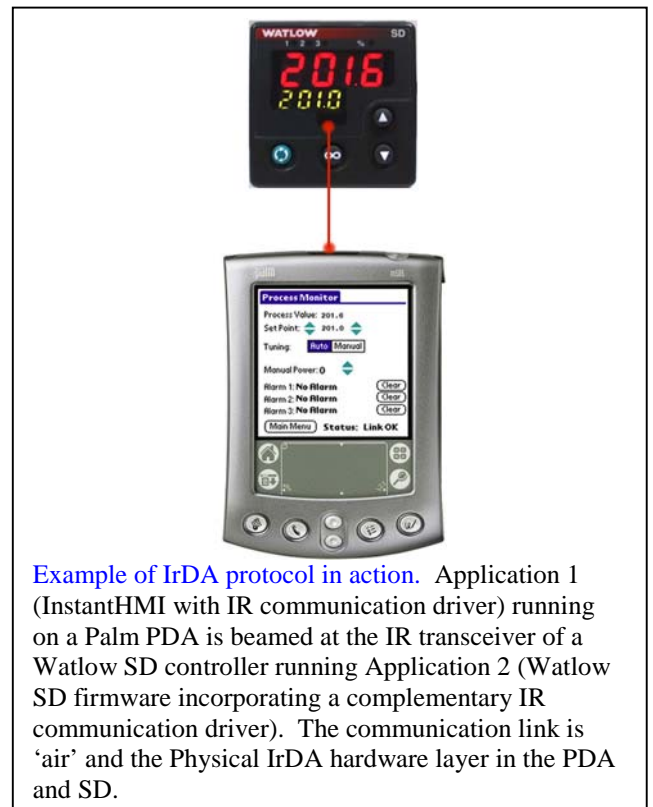 WATLOW SD
1 2 3 %
201.6
201.0
palm m515
Process Monitor
Process Value: 201.6
Set Point: 201.0
Tuning: Auto Manual
Manual Power: 0
Alarm 1: No Alarm Clear
Alarm 2: No Alarm Clear
Alarm 3: No Alarm Clear
Main Menu Status: Link OK
Example of IrDA protocol in action. Application 1
(InstantHMI with IR communication driver) running
on a Palm PDA is beamed at the IR transceiver of a
Watlow SD controller running Application 2 (Watlow
SD firmware incorporating a complementary IR
communication driver). The communication link is
‘air’ and the Physical IrDA hardware layer in the PDA
and SD.